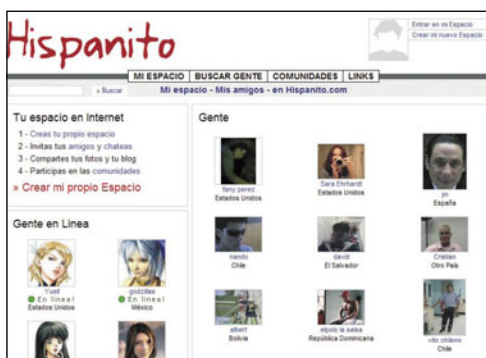 Hispanito
Entrar en mi Espacio
Crear mi nuevo Espacio
MI ESPACIO | BUSCAR GENTE | COMUNIDADES | LINKS
» Buscar
Mi espacio - Mis amigos - en Hispanito.com
Tu espacio en Internet
1 - Creas tu propio espacio
2 - Invitas tus amigos y chateas
3 - Compartes tus fotos y tu blog
4 - Participas en las comunidades
» Crear mi propio Espacio
Gente en Linea
Yvell
En linea!
Estados Unidos
godzilles
En linea!
México
Gente
feny perez
Estados Unidos
Sara Ehrhardt
Estados Unidos
jm
España
nando
Chile
david
El Salvador
Cristian
Otro País
albert
Bolivia
elpolo la salsa
República Dominicana
vito chileno
Chile